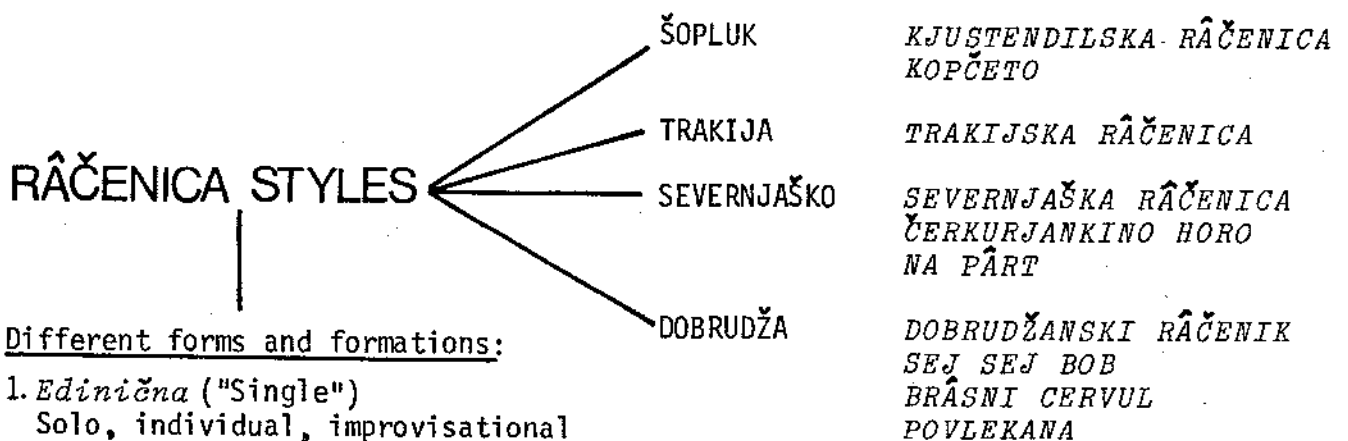 ŠOPLUK
KJUSTENDILSKA RÂČENICA
KOPČETO
TRAKIJA
TRAKIJSKA RÂČENICA
RÂČENICA STYLES
SEVERNJAŠKO
SEVERNJAŠKA RÂČENICA
ČERKURJANKINO HORO
NA PÂRT
DOBRUDŽA
DOBRUDŽANSKI RÂČENIK
SEJ SEJ BOB
BRÂSNI CERVUL
POVLEKANA
Different forms and formations:
1. Edinična ("Single")
Solo, individual, improvisational